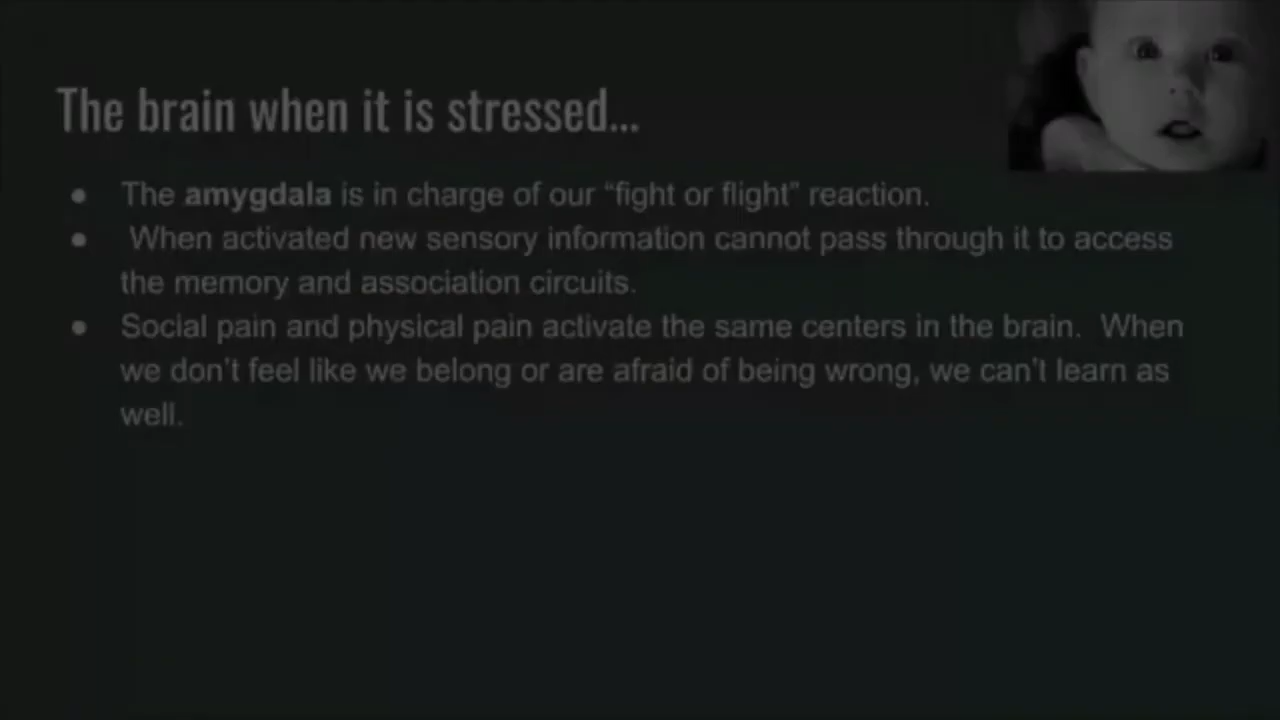 The brain when it is stressed...
● The amygdala is in charge of our “fight or flight” reaction.
● When activated new sensory information cannot pass through it to access
the memory and association circuits.
● Social pain and physical pain activate the same centers in the brain. When
we don’t feel like we belong or are afraid of being wrong, we can’t learn as
well.